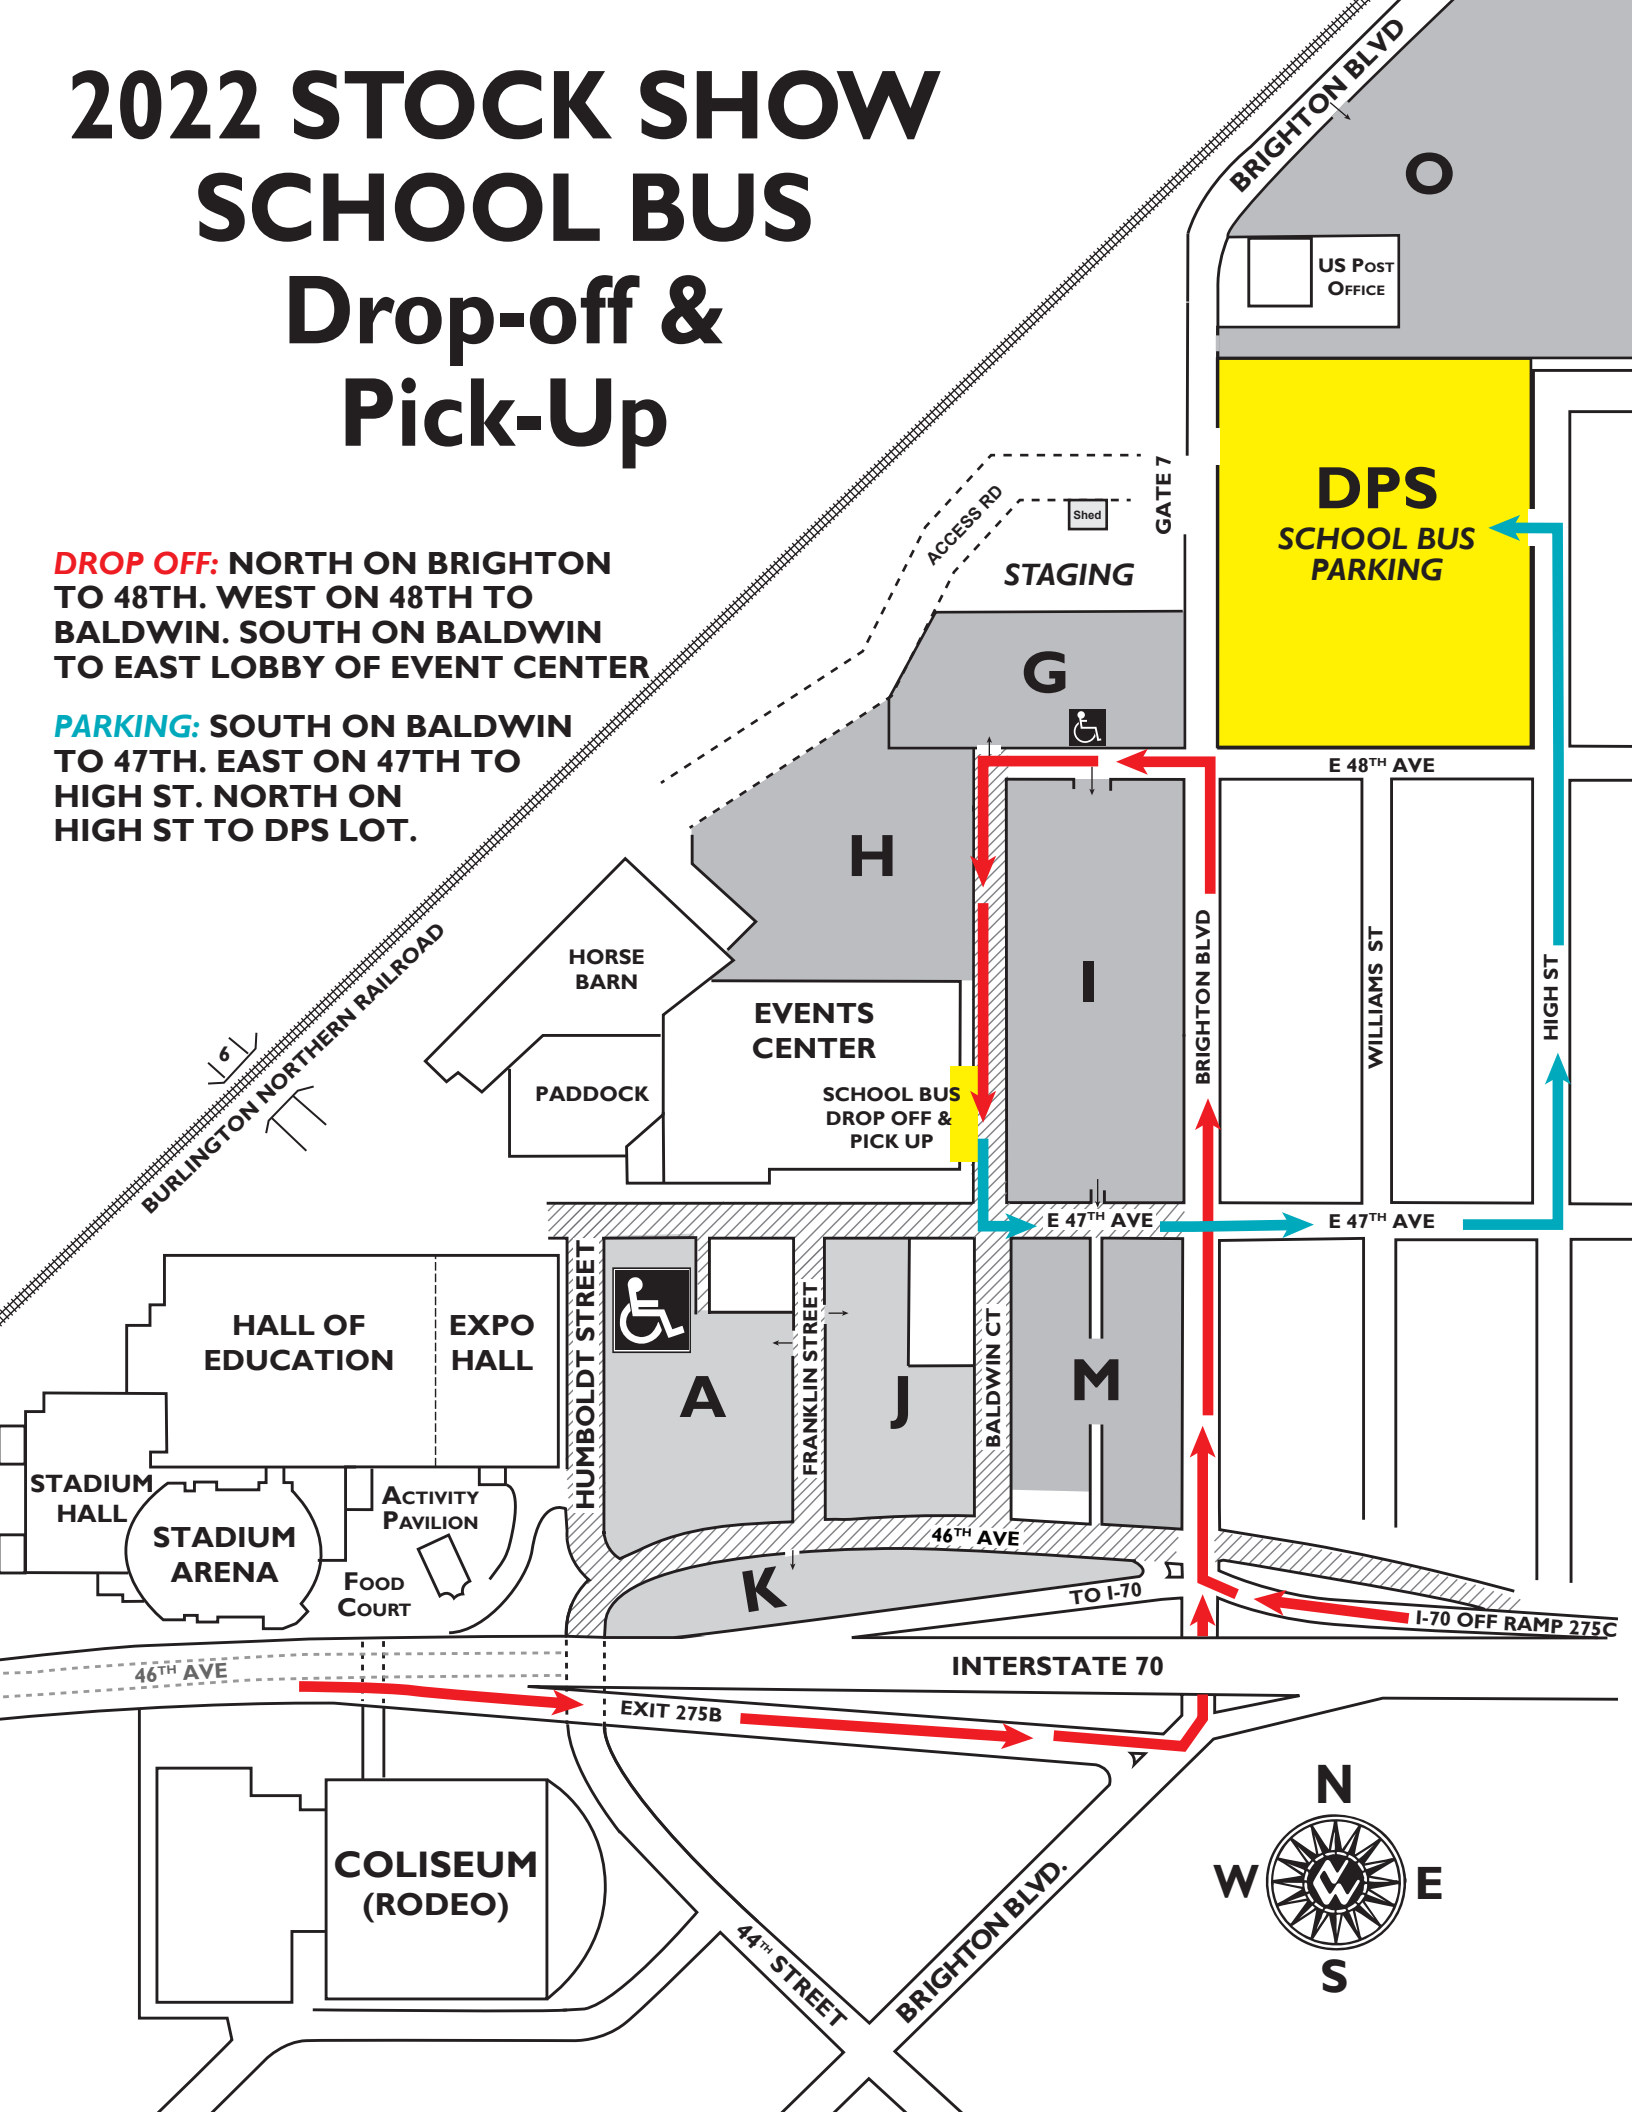 2022 STOCK SHOW
SCHOOL BUS
Drop-off &
Pick-Up
DROP OFF: NORTH ON BRIGHTON
TO 48TH. WEST ON 48TH TO
BALDWIN. SOUTH ON BALDWIN
TO EAST LOBBY OF EVENT CENTER
PARKING: SOUTH ON BALDWIN
TO 47TH. EAST ON 47TH TO
HIGH ST. NORTH ON
HIGH ST TO DPS LOT.
BRIGHTON BLVD
O
US POST
OFFICE
DPS
SCHOOL BUS
PARKING
GATE 7
ACCESS RD
Shed
STAGING
G
E 48TH AVE
H
I
HORSE
BARN
EVENTS
CENTER
PADDOCK
SCHOOL BUS
DROP OFF &
PICK UP
BRIGHTON BLVD
WILLIAMS ST
HIGH ST
BURLINGTON NORTHERN RAILROAD
6
E 47TH AVE
E 47TH AVE
HALL OF
EDUCATION
EXPO
HALL
HUMBOLDT STREET
A
FRANKLIN STREET
J
BALDWIN CT
M
STADIUM
HALL
STADIUM
ARENA
ACTIVITY
PAVILION
FOOD
COURT
46TH AVE
K
TO I-70
I-70 OFF RAMP 275C
46TH AVE
INTERSTATE 70
EXIT 275B
COLISEUM
(RODEO)
44TH STREET
BRIGHTON BLVD.
N
W
E
S